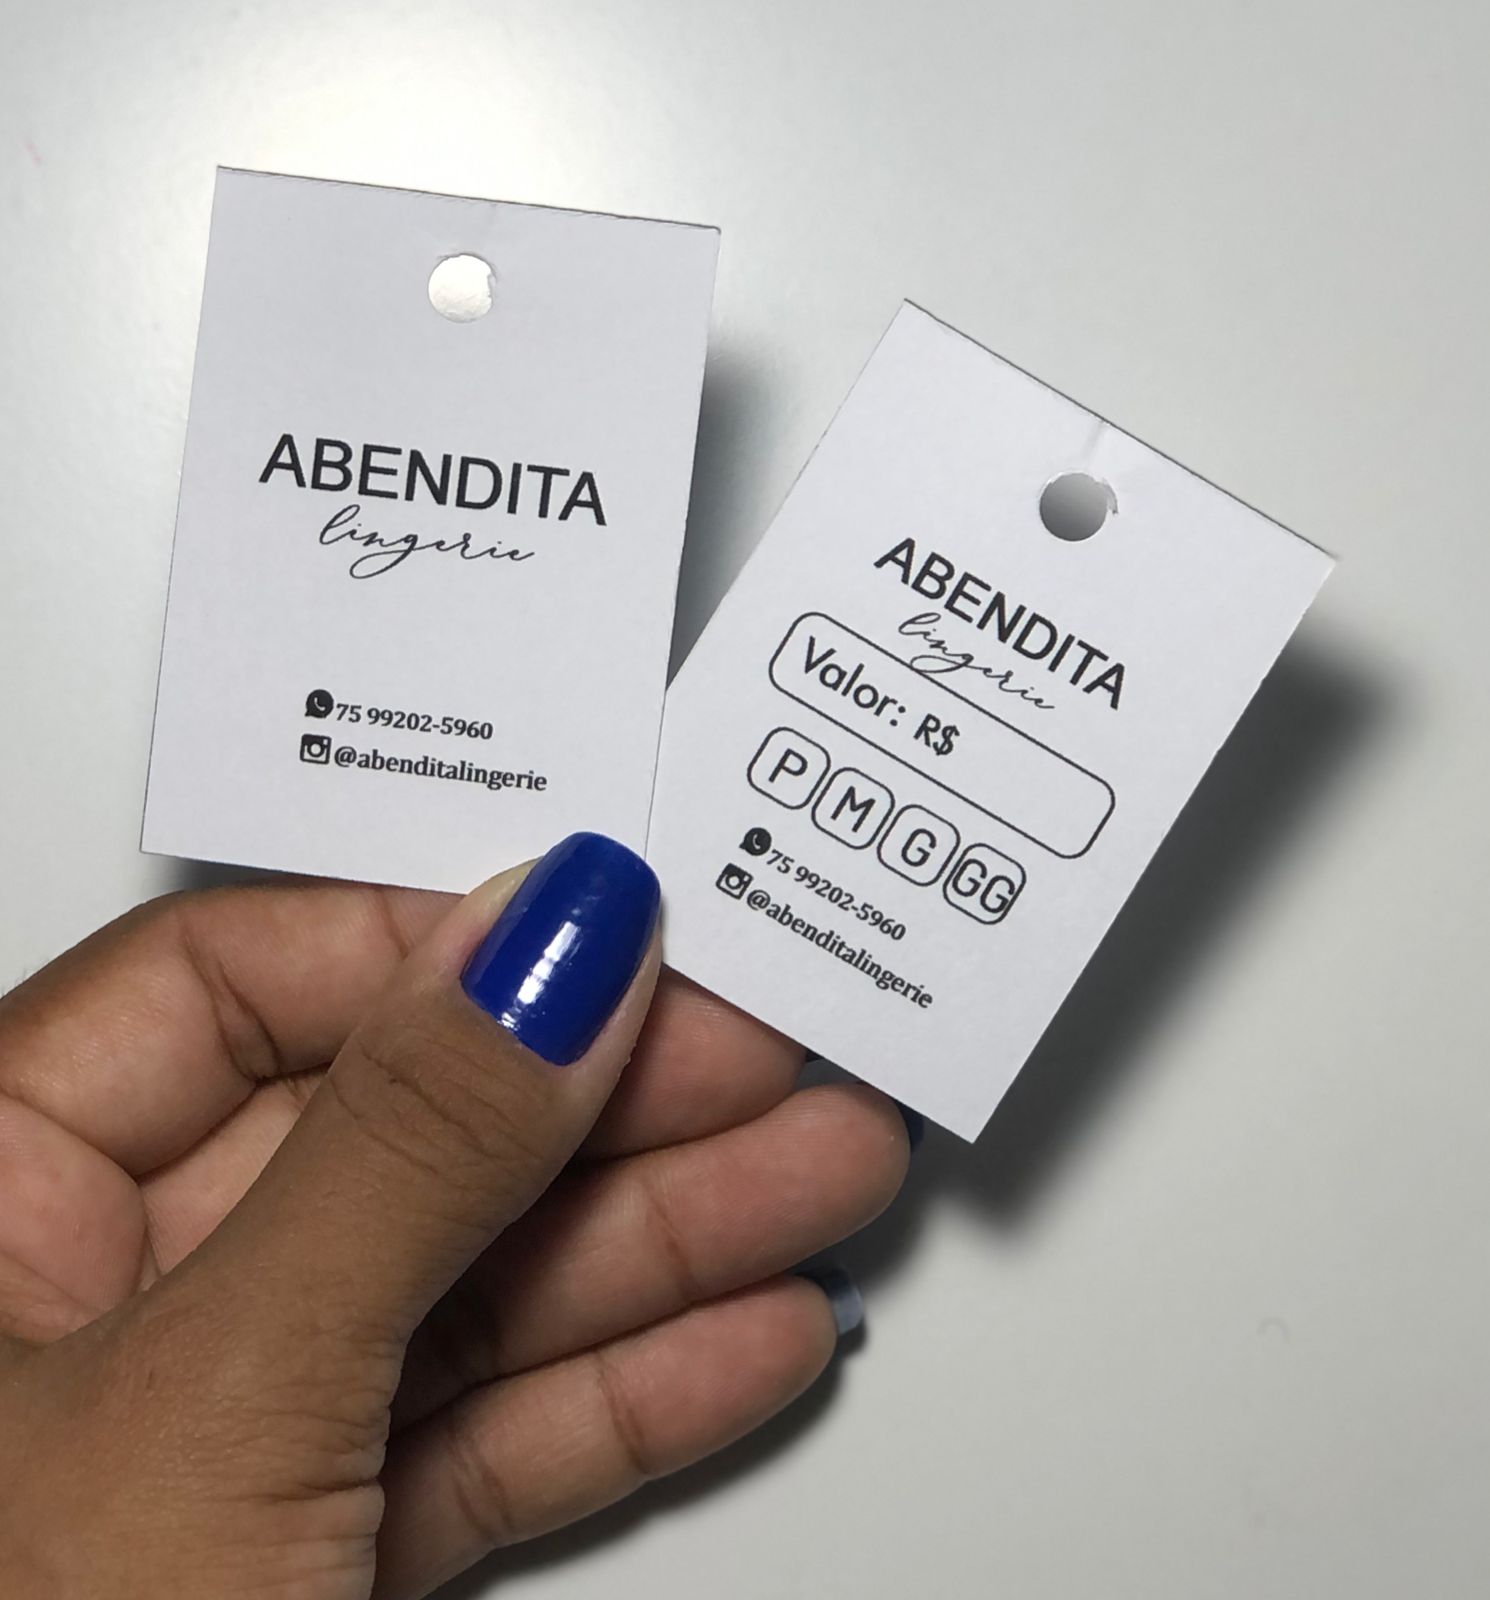 ABENDITA
lingerie
75 99202-5960
@abenditalingerie
ABENDITA
lingerie
Valor: R$
P M G GG
75 99202-5960
@abenditalingerie